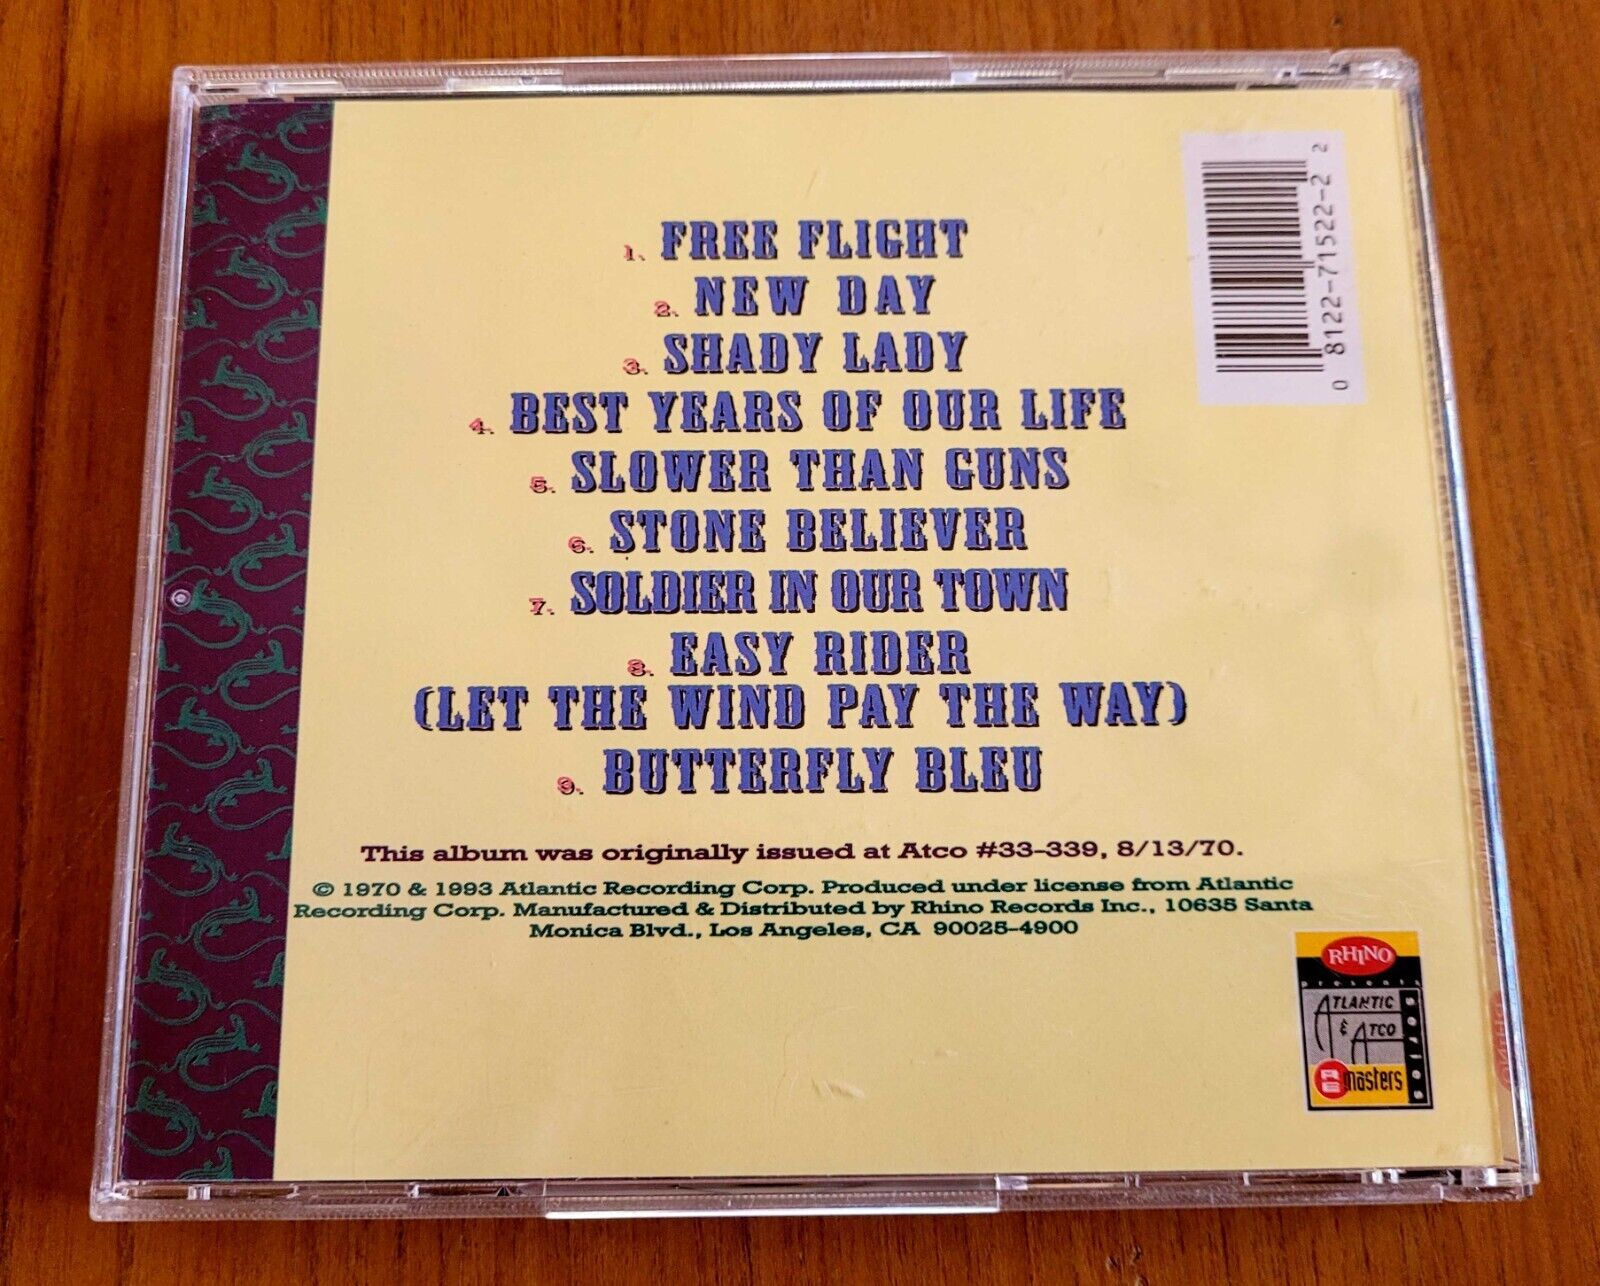 1. FREE FLIGHT
2. NEW DAY
3. SHADY LADY
4. BEST YEARS OF OUR LIFE
5. SLOWER THAN GUNS
6. STONE BELIEVER
7. SOLDIER IN OUR TOWN
8. EASY RIDER
(LET THE WIND PAY THE WAY)
9. BUTTERFLY BLEU
This album was originally issued at Atco #33-339, 8/13/70.
© 1970 & 1993 Atlantic Recording Corp. Produced under license from Atlantic
Recording Corp. Manufactured & Distributed by Rhino Records Inc., 10635 Santa
Monica Blvd., Los Angeles, CA 90025-4900
0 8122-71522-2 2
RHINO
presents
ATLANTIC
& ATCO
masters